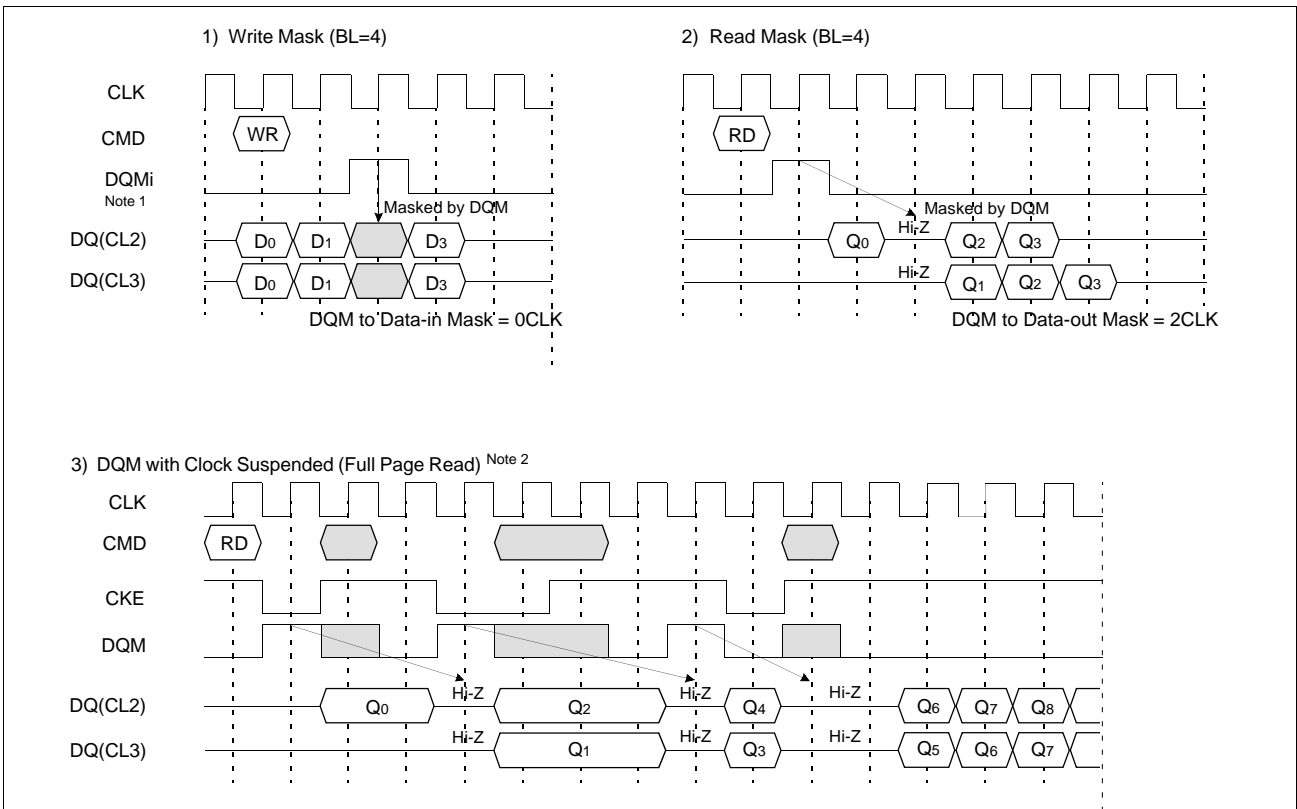 1) Write Mask (BL=4)
CLK
CMD
WR
DQMi
Note 1
Masked by DQM
DQ(CL2)
D0 D1 D3
DQ(CL3)
D0 D1 D3
DQM to Data-in Mask = 0CLK
2) Read Mask (BL=4)
RD
Masked by DQM
Hi-Z
Q0 Q2 Q3
Hi-Z
Q1 Q2 Q3
DQM to Data-out Mask = 2CLK
3) DQM with Clock Suspended (Full Page Read) Note 2
CLK
CMD
RD
CKE
DQM
Hi-Z Hi-Z Hi-Z
DQ(CL2)
Q0 Q2 Q4 Q6 Q7 Q8
Hi-Z Hi-Z Hi-Z
DQ(CL3)
Q1 Q3 Q5 Q6 Q7